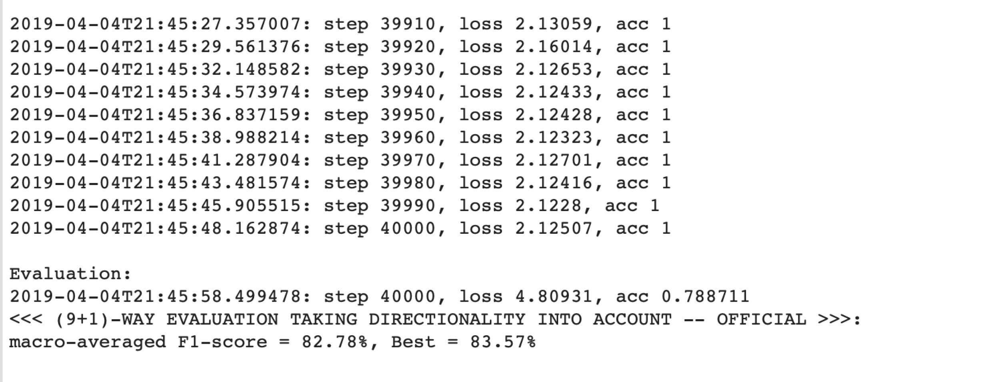 2019-04-04T21:45:27.357007: step 39910, loss 2.13059, acc 1
2019-04-04T21:45:29.561376: step 39920, loss 2.16014, acc 1
2019-04-04T21:45:32.148582: step 39930, loss 2.12653, acc 1
2019-04-04T21:45:34.573974: step 39940, loss 2.12433, acc 1
2019-04-04T21:45:36.837159: step 39950, loss 2.12428, acc 1
2019-04-04T21:45:38.988214: step 39960, loss 2.12323, acc 1
2019-04-04T21:45:41.287904: step 39970, loss 2.12701, acc 1
2019-04-04T21:45:43.481574: step 39980, loss 2.12416, acc 1
2019-04-04T21:45:45.905515: step 39990, loss 2.1228, acc 1
2019-04-04T21:45:48.162874: step 40000, loss 2.12507, acc 1

Evaluation:
2019-04-04T21:45:58.499478: step 40000, loss 4.80931, acc 0.788711
<<< (9+1)-WAY EVALUATION TAKING DIRECTIONALITY INTO ACCOUNT -- OFFICIAL >>>:
macro-averaged F1-score = 82.78%, Best = 83.57%